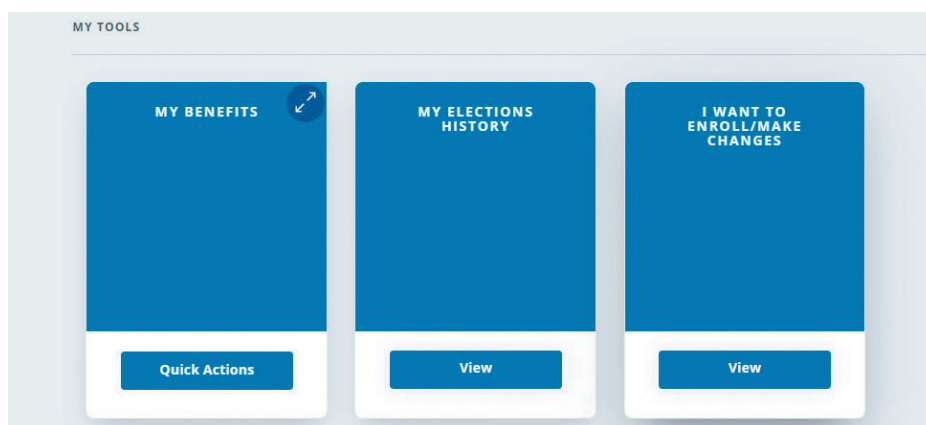 MY TOOLS
MY BENEFITS
MY ELECTIONS
HISTORY
I WANT TO
ENROLL/MAKE
CHANGES
Quick Actions
View
View